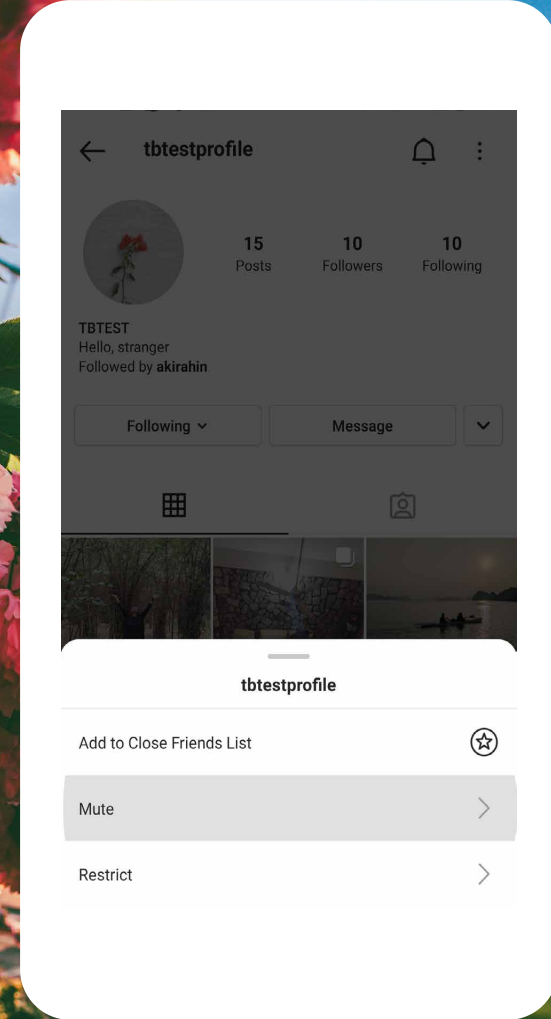 tbtestprofile
15 10 10
Posts Followers Following
TBTEST
Hello, stranger
Followed by akirahin
Following Message
tbtestprofile
Add to Close Friends List
Mute
Restrict